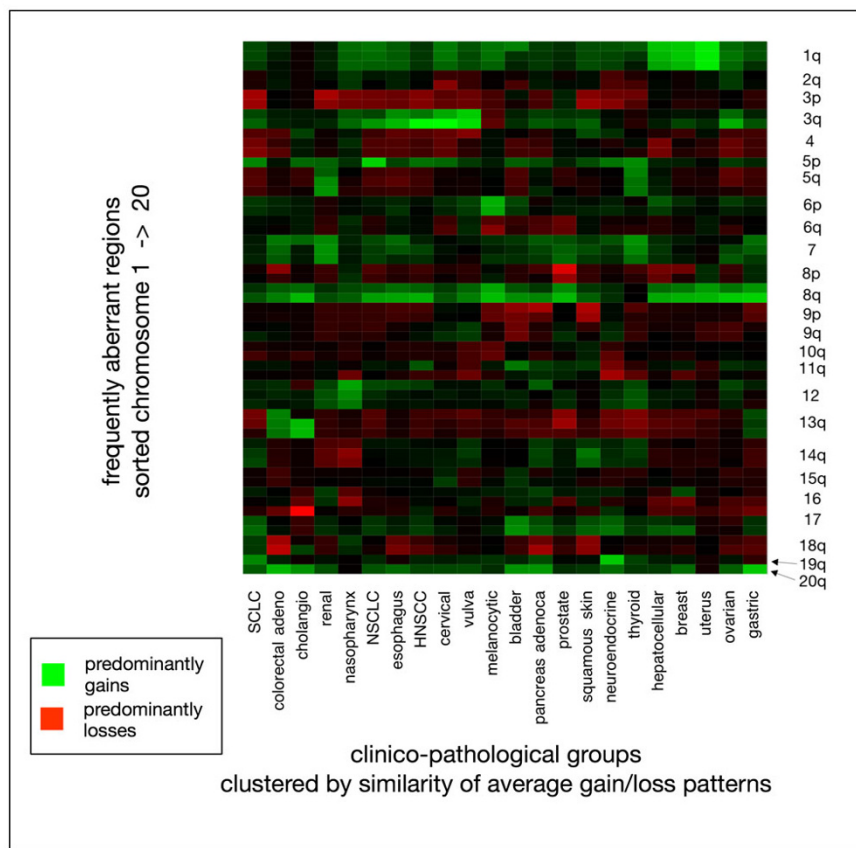 1q
2q
3p
3q
4
5p
5q
6p
6q
7
8p
8q
9p
9q
10q
11q
12
13q
14q
15q
16
17
18q
19q
20q
frequently aberrant regions
sorted chromosome 1 -> 20
SCLC
colorectal adeno
cholangio
renal
nasopharynx
NSCLC
esophagus
HNSCC
cervical
vulva
melanocytic
bladder
pancreas adenoca
prostate
squamous skin
neuroendocrine
thyroid
hepatocellular
breast
uterus
ovarian
gastric
predominantly
gains
predominantly
losses
clinico-pathological groups
clustered by similarity of average gain/loss patterns